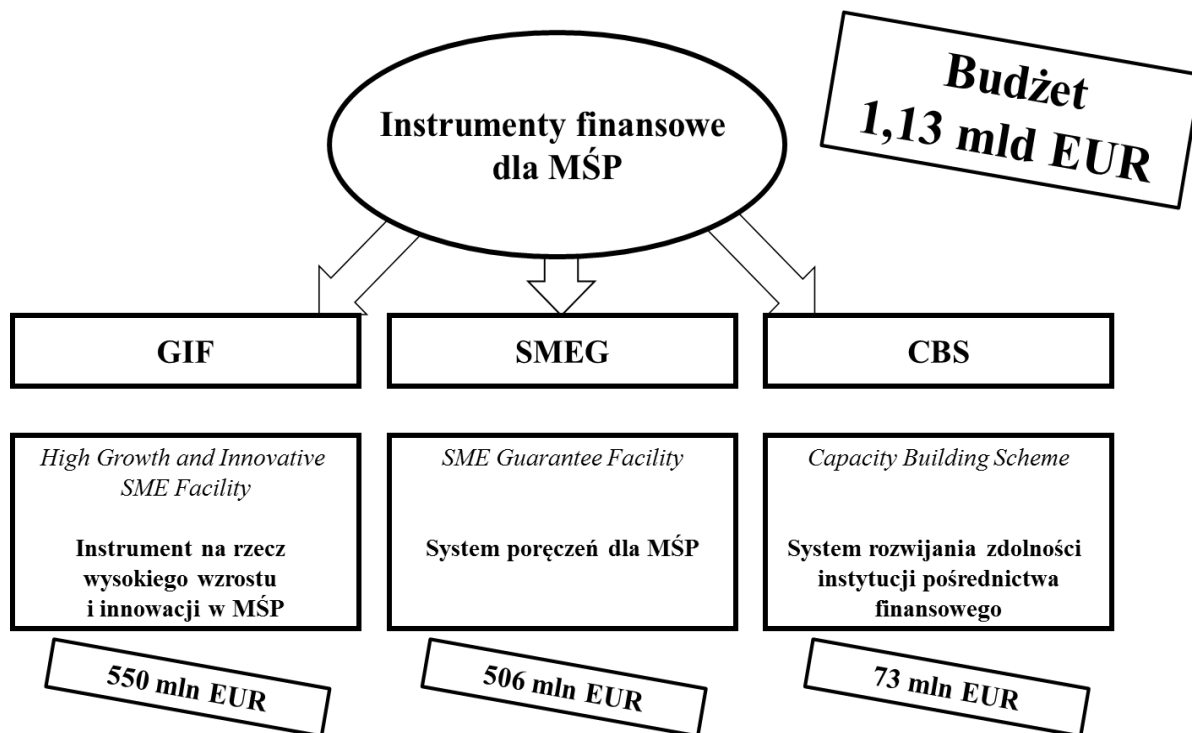 Instrumenty finansowe
dla MŚP
Budżet
1,13 mld EUR
GIF
SMEG
CBS
High Growth and Innovative
SME Facility
Instrument na rzecz
wysokiego wzrostu
i innowacji w MŚP
SME Guarantee Facility
System poręczeń dla MŚP
Capacity Building Scheme
System rozwijania zdolności
instytucji pośrednictwa
finansowego
550 mln EUR
506 mln EUR
73 mln EUR